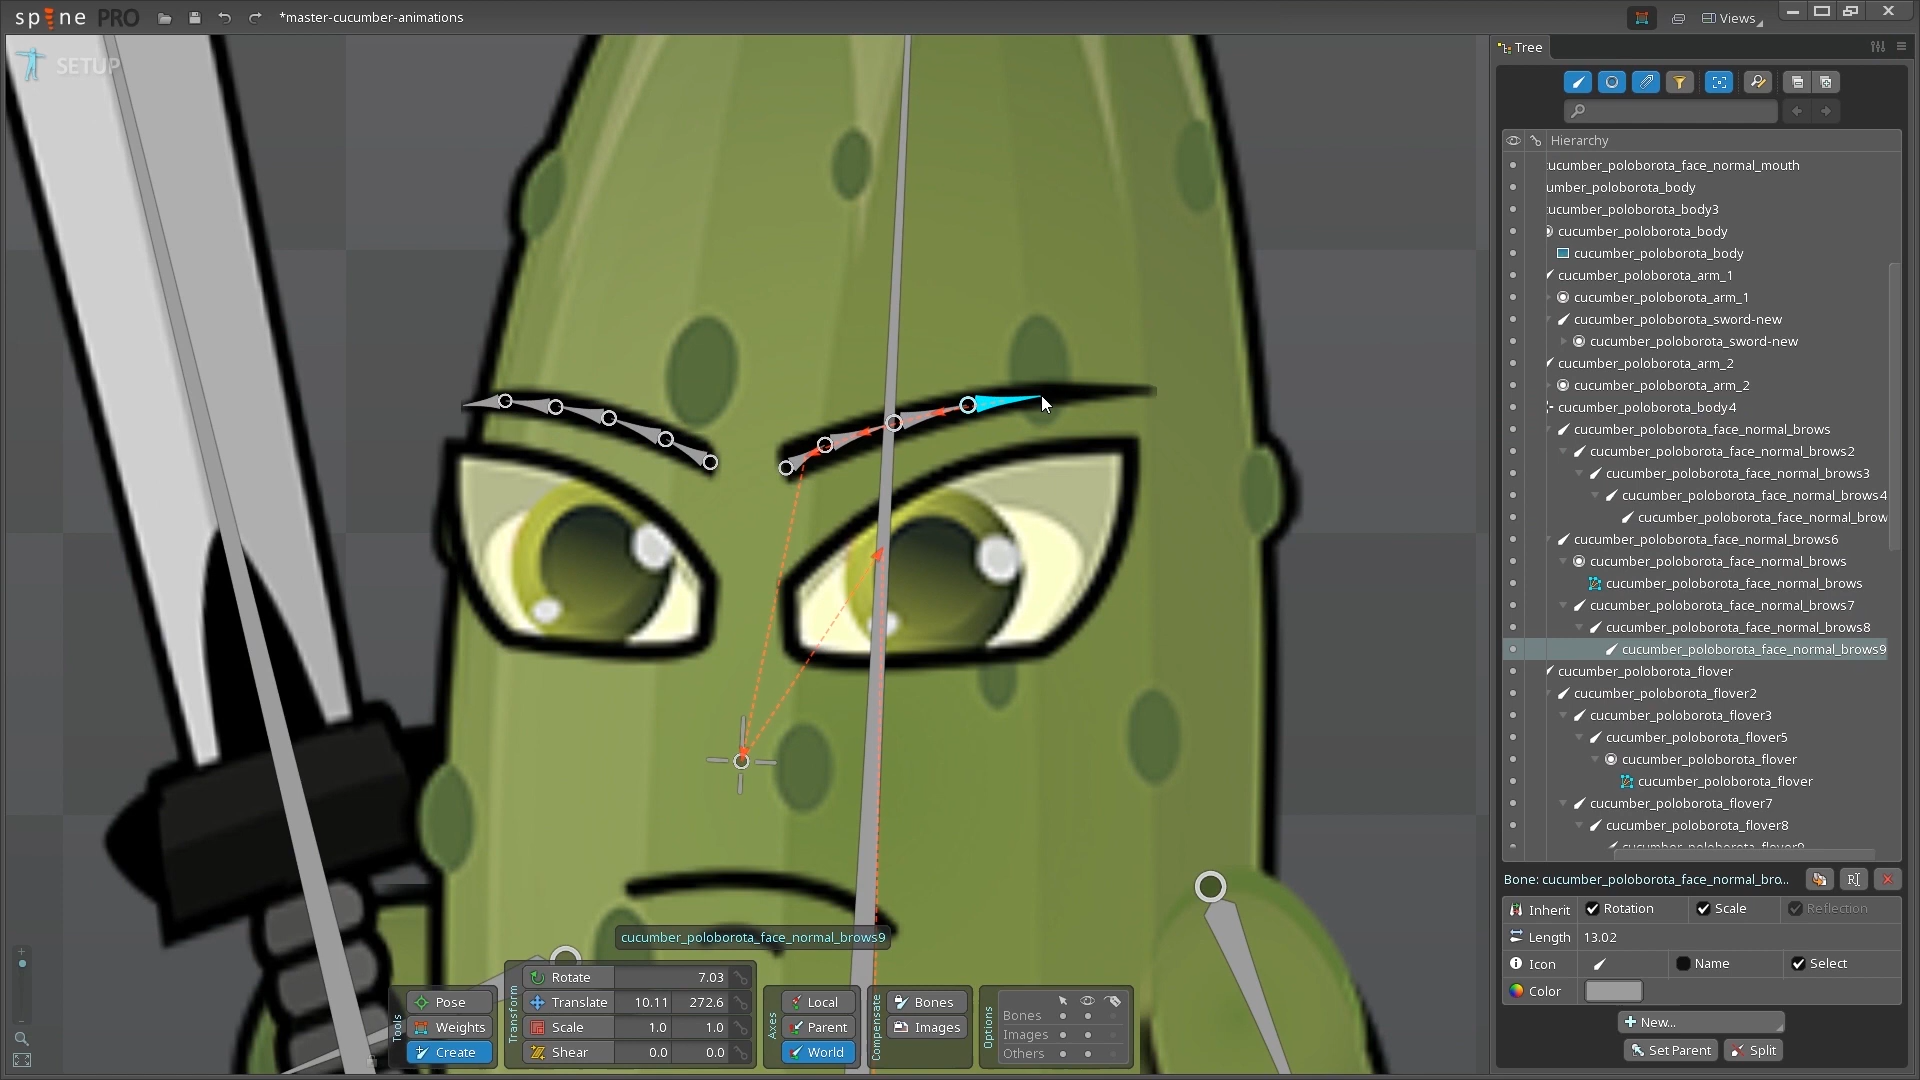 spine PRO
*master-cucumber-animations
Views
SETUP
Tree
Hierarchy
cucumber_poloborota_face_normal_mouth
umber_poloborota_body
cucumber_poloborota_body3
cucumber_poloborota_body
cucumber_poloborota_body
cucumber_poloborota_arm_1
cucumber_poloborota_arm_1
cucumber_poloborota_sword-new
cucumber_poloborota_sword-new
cucumber_poloborota_arm_2
cucumber_poloborota_arm_2
cucumber_poloborota_body4
cucumber_poloborota_face_normal_brows
cucumber_poloborota_face_normal_brows2
cucumber_poloborota_face_normal_brows3
cucumber_poloborota_face_normal_brows4
cucumber_poloborota_face_normal_brow
cucumber_poloborota_face_normal_brows6
cucumber_poloborota_face_normal_brows
cucumber_poloborota_face_normal_brows
cucumber_poloborota_face_normal_brows7
cucumber_poloborota_face_normal_brows8
cucumber_poloborota_face_normal_brows9
cucumber_poloborota_flover
cucumber_poloborota_flover2
cucumber_poloborota_flover3
cucumber_poloborota_flover5
cucumber_poloborota_flover
cucumber_poloborota_flover
cucumber_poloborota_flover7
cucumber_poloborota_flover8
cucumber_poloborota_flover9
Bone: cucumber_poloborota_face_normal_bro...
Inherit Rotation Scale Reflection
Length 13.02
Icon Name Select
Color
New...
Set Parent Split
cucumber_poloborota_face_normal_brows9
Tools
Pose
Weights
Create
Transform
Rotate 7.03
Translate 10.11 272.6
Scale 1.0 1.0
Shear 0.0 0.0
Axes
Local
Parent
World
Compensate
Bones
Images
Options
Bones
Images
Others